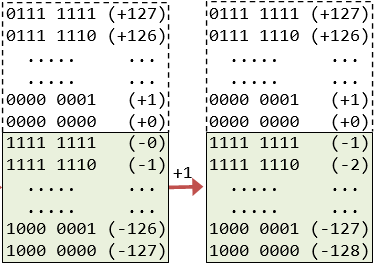 0111 1111 (+127)
0111 1110 (+126)
..... ...
..... ...
0000 0001 (+1)
0000 0000 (+0)
1111 1111 (-0)
1111 1110 (-1)
..... ...
..... ...
1000 0001 (-126)
1000 0000 (-127)
+1
0111 1111 (+127)
0111 1110 (+126)
..... ...
..... ...
0000 0001 (+1)
0000 0000 (+0)
1111 1111 (-1)
1111 1110 (-2)
..... ...
..... ...
1000 0001 (-127)
1000 0000 (-128)